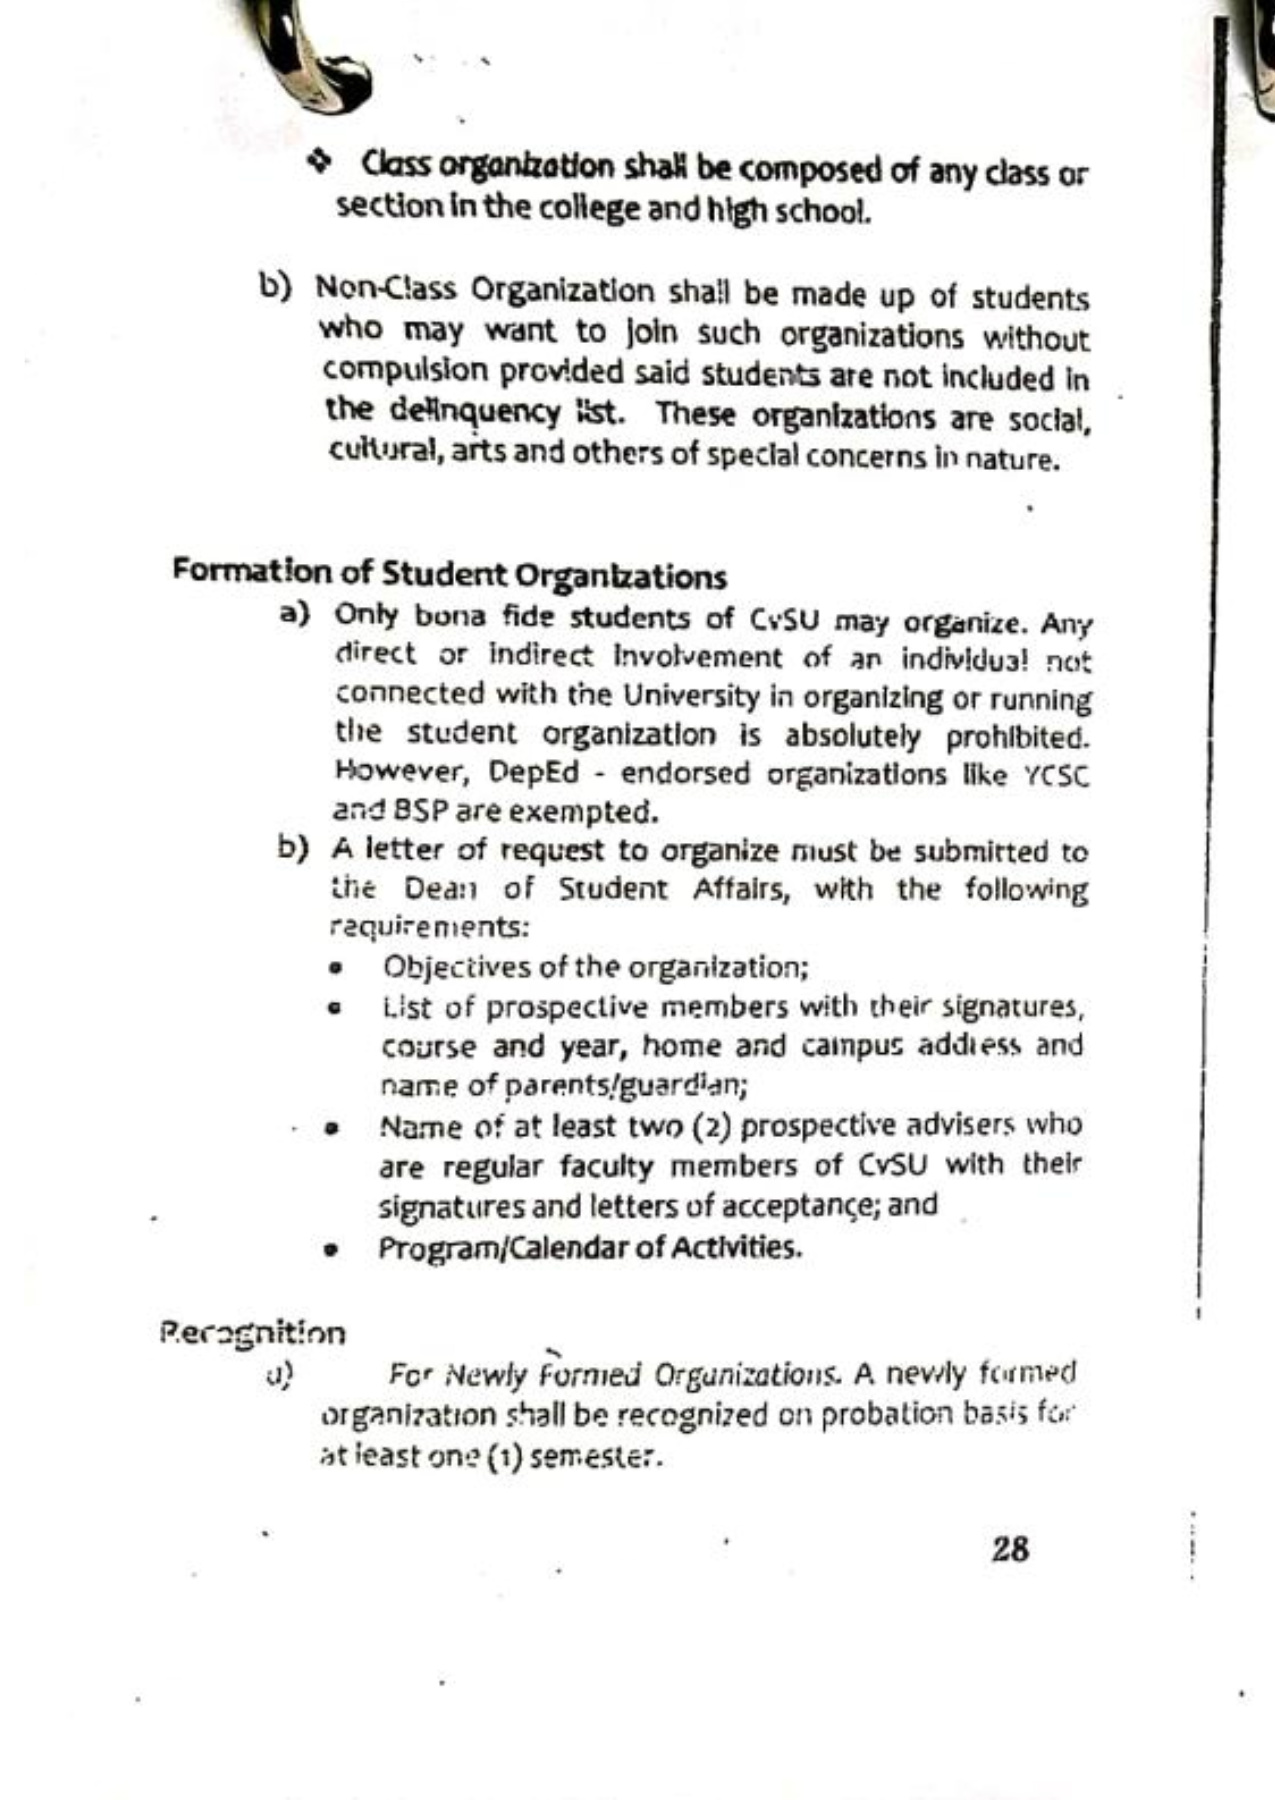 ❖ Class organization shall be composed of any class or
section in the college and high school.
b) Non-Class Organization shall be made up of students
who may want to join such organizations without
compulsion provided said students are not included in
the delinquency list. These organizations are social,
cultural, arts and others of special concerns in nature.
Formation of Student Organizations
a) Only bona fide students of CvSU may organize. Any
direct or indirect involvement of an individual not
connected with the University in organizing or running
the student organization is absolutely prohibited.
However, DepEd - endorsed organizations like YCSC
and BSP are exempted.
b) A letter of request to organize must be submitted to
the Dean of Student Affairs, with the following
requirements:
• Objectives of the organization;
• List of prospective members with their signatures,
course and year, home and campus address and
name of parents/guardian;
• Name of at least two (2) prospective advisers who
are regular faculty members of CvSU with their
signatures and letters of acceptance; and
• Program/Calendar of Activities.
Recognition
a) For Newly Formed Organizations. A newly formed
organization shall be recognized on probation basis for
at least one (1) semester.
28